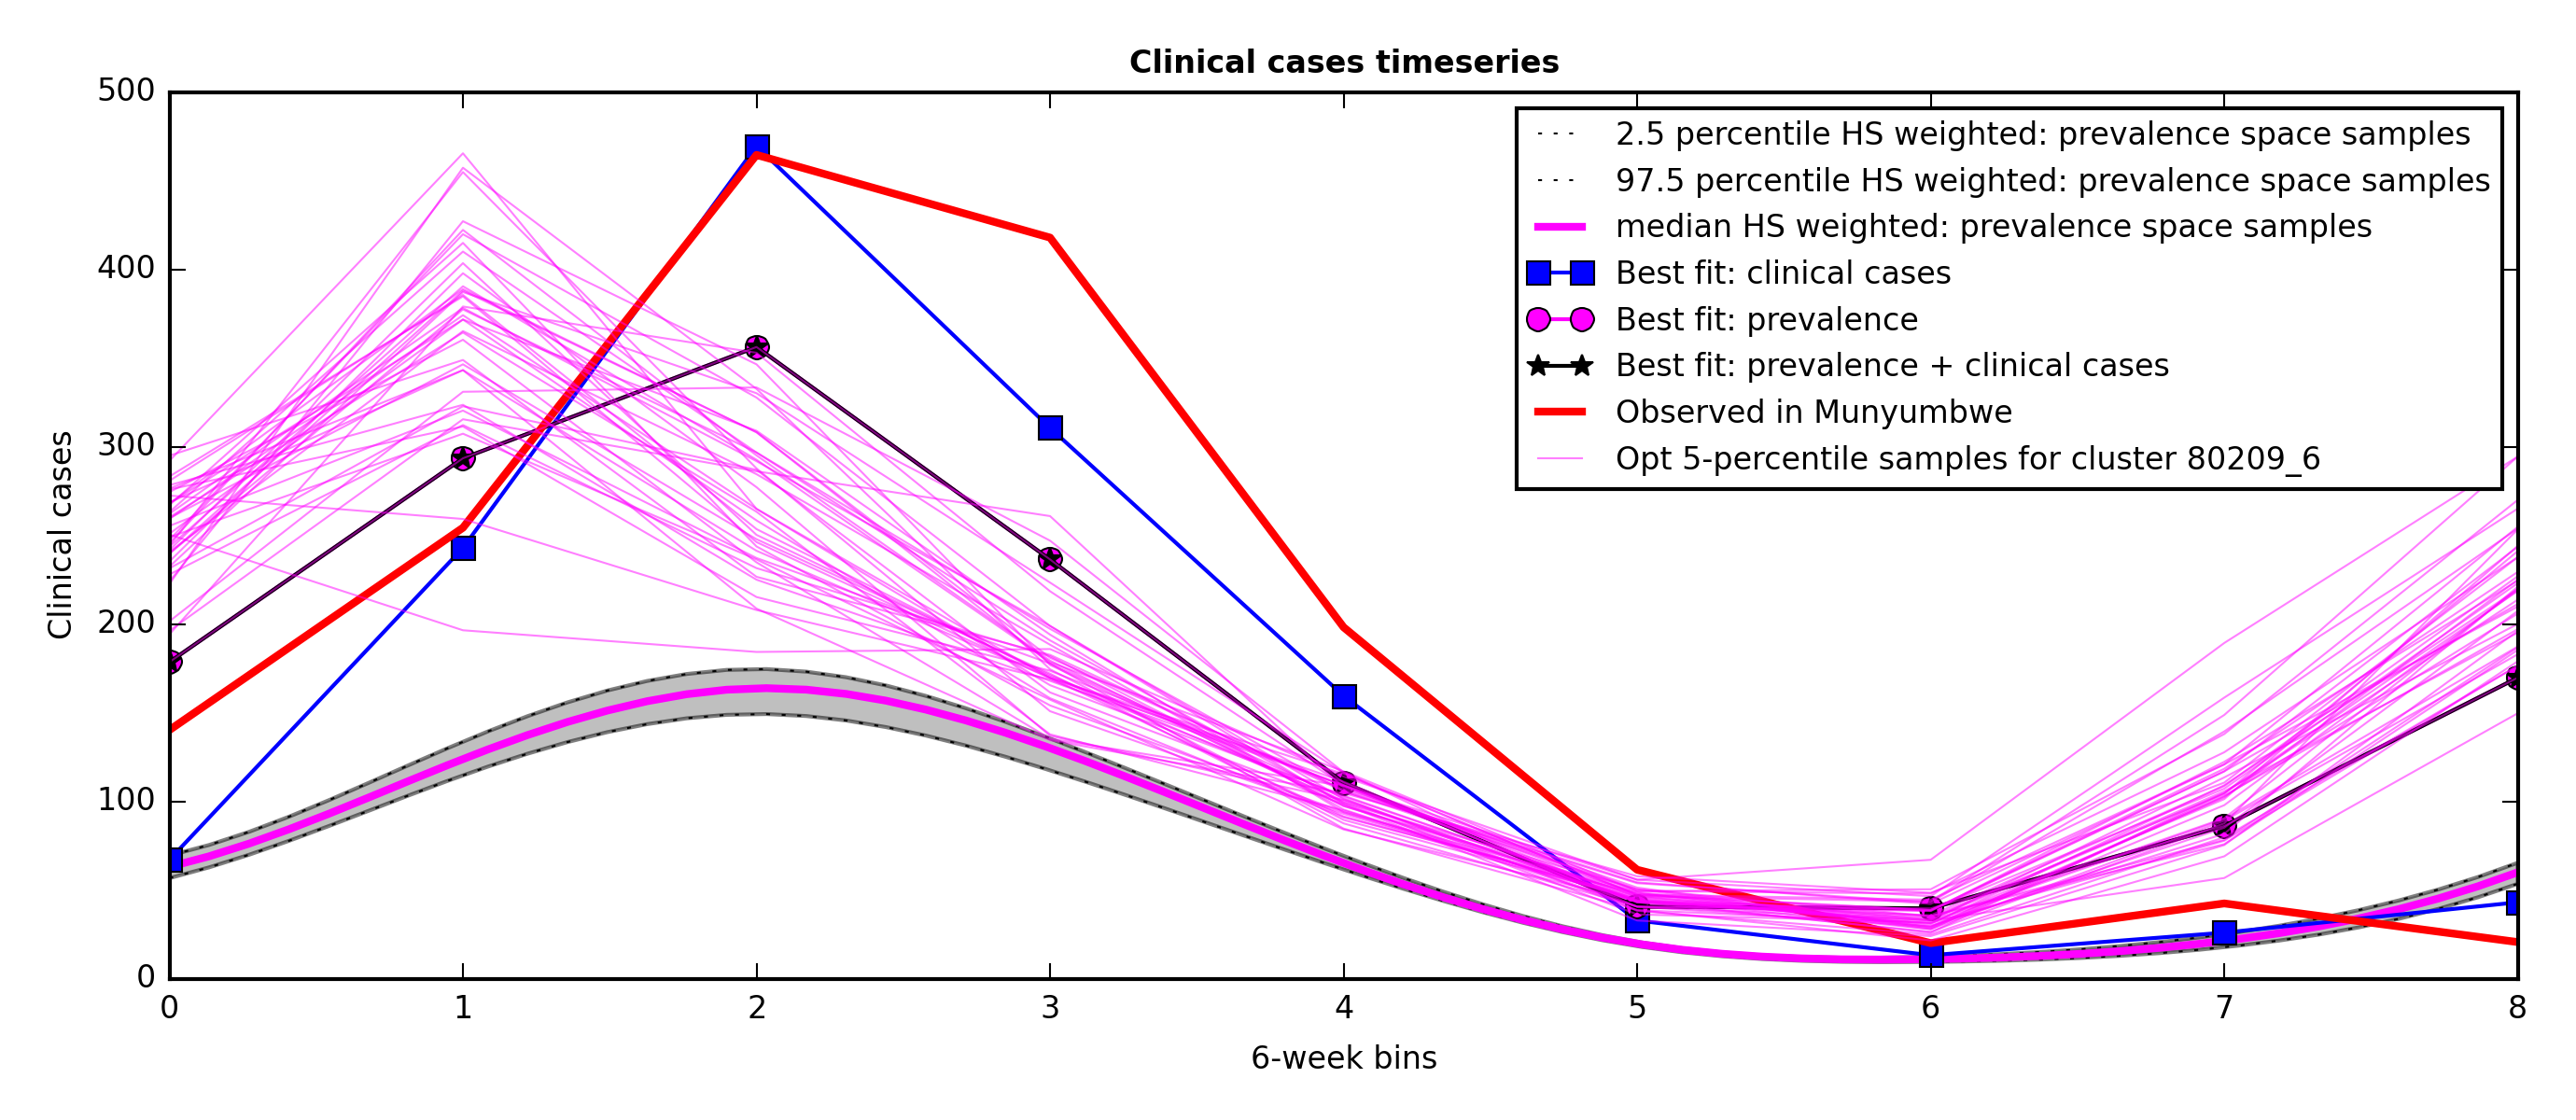 Clinical cases timeseries
500
400
300
200
100
0
Clinical cases
2.5 percentile HS weighted: prevalence space samples
97.5 percentile HS weighted: prevalence space samples
median HS weighted: prevalence space samples
Best fit: clinical cases
Best fit: prevalence
Best fit: prevalence + clinical cases
Observed in Munyumbwe
Opt 5-percentile samples for cluster 80209_6
0 1 2 3 4 5 6 7 8
6-week bins